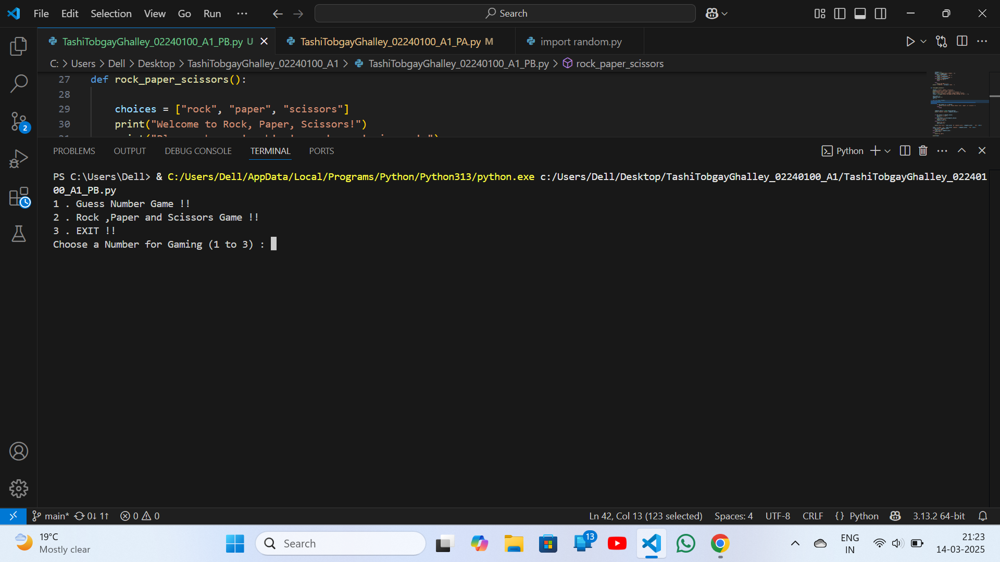 File Edit Selection View Go Run ··· Search
TashiTobgayGhalley_02240100_A1_PB.py U TashiTobgayGhalley_02240100_A1_PA.py M import random.py
C: > Users > Dell > Desktop > TashiTobgayGhalley_02240100_A1 > TashiTobgayGhalley_02240100_A1_PB.py > rock_paper_scissors
27 def rock_paper_scissors():
28
29 choices = ["rock", "paper", "scissors"]
30 print("Welcome to Rock, Paper, Scissors!")
PROBLEMS OUTPUT DEBUG CONSOLE TERMINAL PORTS Python
PS C:\Users\Dell> & C:/Users/Dell/AppData/Local/Programs/Python/Python313/python.exe c:/Users/Dell/Desktop/TashiTobgayGhalley_02240100_A1/TashiTobgayGhalley_022401
00_A1_PB.py
1 . Guess Number Game !!
2 . Rock ,Paper and Scissors Game !!
3 . EXIT !!
Choose a Number for Gaming (1 to 3) :
2
main* 0↓ 1↑ 0 0 Ln 42, Col 13 (123 selected) Spaces: 4 UTF-8 CRLF {} Python 3.13.2 64-bit
19°C
Mostly clear
Search
13
ENG
IN
21:23
14-03-2025